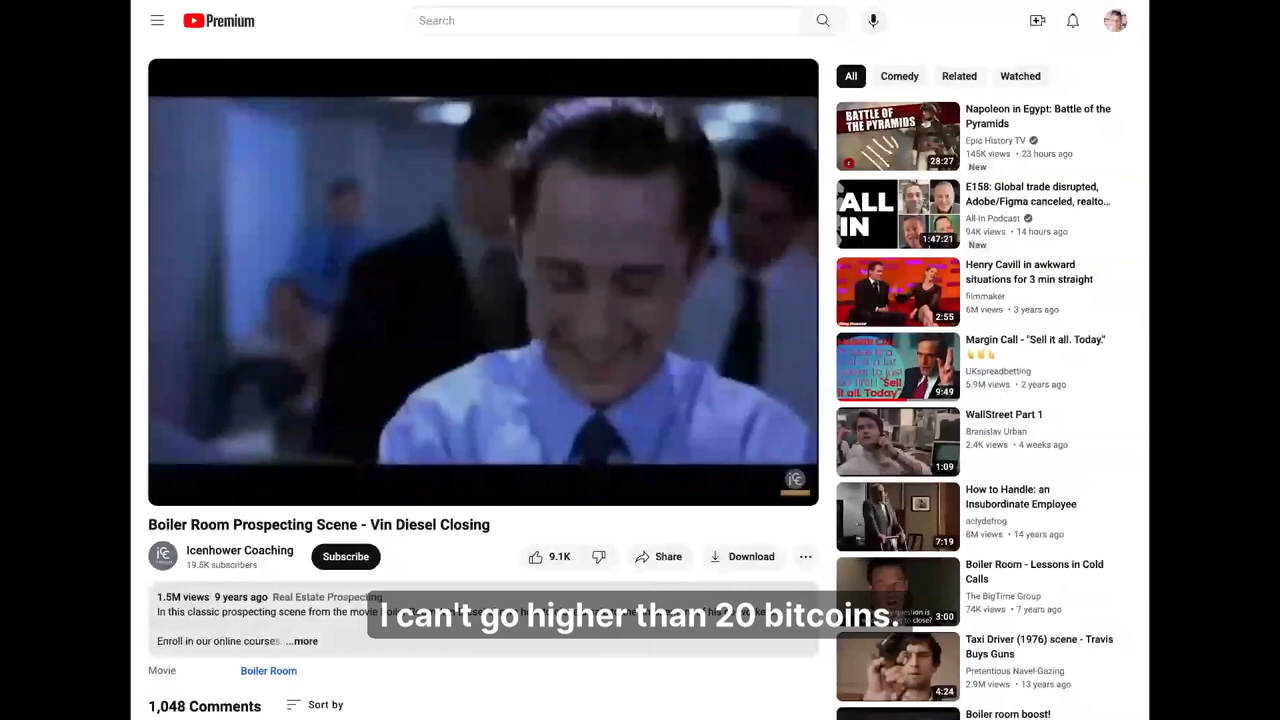 Premium
Search
All
Comedy
Related
Watched
BATTLE OF
THE PYRAMIDS
28:27
Napoleon in Egypt: Battle of the
Pyramids
Epic History TV
145K views • 23 hours ago
New
ALL
IN
1:47:21
E158: Global trade disrupted,
Adobe/Figma canceled, realto...
All-In Podcast
94K views • 14 hours ago
New
2:55
Henry Cavill in awkward
situations for 3 min straight
filmmaker
6M views • 3 years ago
9:49
Margin Call - "Sell it all. Today."
UKspreadbetting
5.9M views • 2 years ago
1:09
WallStreet Part 1
Branislav Urban
2.4K views • 4 weeks ago
7:19
How to Handle: an
Insubordinate Employee
aclydefrog
8M views • 14 years ago
3:00
Boiler Room - Lessons in Cold
Calls
The BigTime Group
74K views • 7 years ago
4:24
Taxi Driver (1976) scene - Travis
Buys Guns
Pretentious Navel-Gazing
2.9M views • 13 years ago
Boiler room boost!
Boiler Room Prospecting Scene - Vin Diesel Closing
Icenhower Coaching
19.5K subscribers
Subscribe
9.1K
Share
Download
1.5M views 9 years ago Real Estate Prospecting
In this classic prospecting scene from the movie
I can't go higher than 20 bitcoins.
Enroll in our online courses. ...more
Movie
Boiler Room
1,048 Comments
Sort by